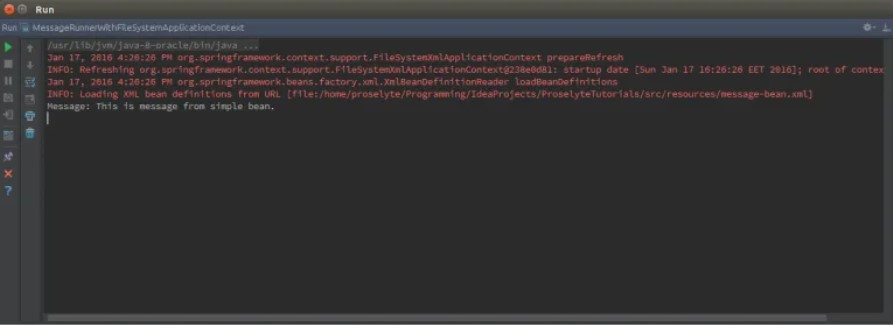 Run
Run MessageRunnerWithFileSystemApplicationContext
/usr/lib/jvm/java-8-oracle/bin/java ...
Jan 17, 2016 4:26:26 PM org.springframework.context.support.FileSystemXmlApplicationContext prepareRefresh
INFO: Refreshing org.springframework.context.support.FileSystemXmlApplicationContext@238e0d81: startup date [Sun Jan 17 16:26:26 EET 2016]; root of contex
Jan 17, 2016 4:26:26 PM org.springframework.beans.factory.xml.XmlBeanDefinitionReader loadBeanDefinitions
INFO: Loading XML bean definitions from URL [file:/home/proselyte/Programming/IdeaProjects/ProselyteTutorials/src/resources/message-bean.xml]
Message: This is message from simple bean.